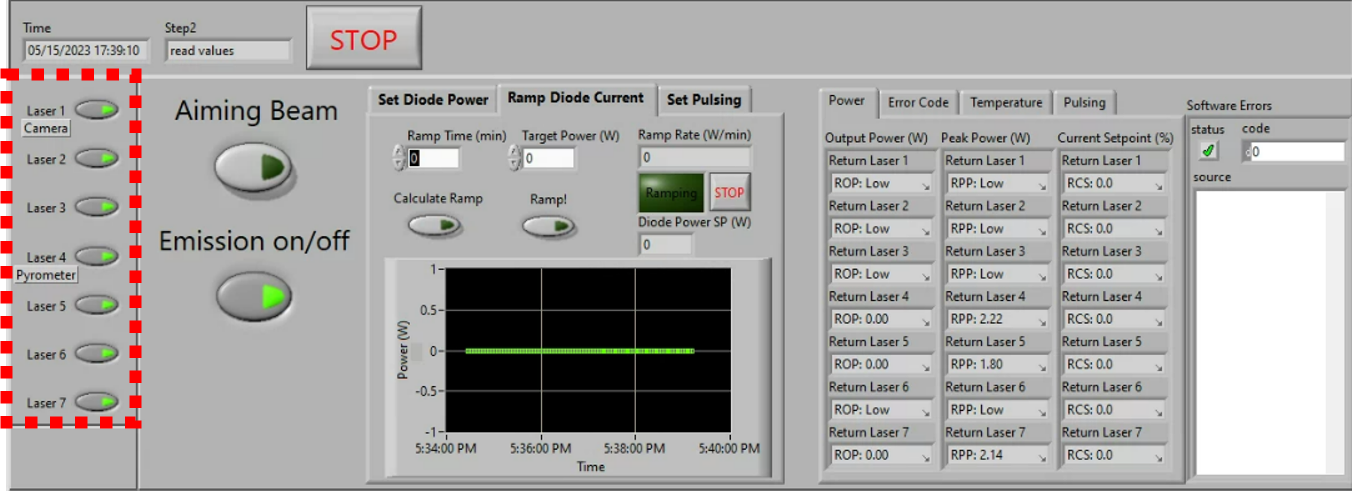 Time
05/15/2023 17:39:10
Step2
read values
STOP
Laser 1
Camera
Laser 2
Laser 3
Laser 4
Pyrometer
Laser 5
Laser 6
Laser 7
Aiming Beam
Emission on/off
Set Diode Power
Ramp Diode Current
Set Pulsing
Ramp Time (min)
0
Target Power (W)
0
Ramp Rate (W/min)
0
Calculate Ramp
Ramp!
Ramping
STOP
Diode Power SP (W)
0
Power (W)
1
0.5
0
-0.5
-1
5:34:00 PM 5:36:00 PM 5:38:00 PM 5:40:00 PM
Time
Power Error Code Temperature Pulsing
Output Power (W) Peak Power (W) Current Setpoint (%)
Return Laser 1 Return Laser 1 Return Laser 1
ROP: Low RPP: Low RCS: 0.0
Return Laser 2 Return Laser 2 Return Laser 2
ROP: Low RPP: Low RCS: 0.0
Return Laser 3 Return Laser 3 Return Laser 3
ROP: Low RPP: Low RCS: 0.0
Return Laser 4 Return Laser 4 Return Laser 4
ROP: 0.00 RPP: 2.22 RCS: 0.0
Return Laser 5 Return Laser 5 Return Laser 5
ROP: 0.00 RPP: 1.80 RCS: 0.0
Return Laser 6 Return Laser 6 Return Laser 6
ROP: Low RPP: Low RCS: 0.0
Return Laser 7 Return Laser 7 Return Laser 7
ROP: 0.00 RPP: 2.14 RCS: 0.0
Software Errors
status code
0
source